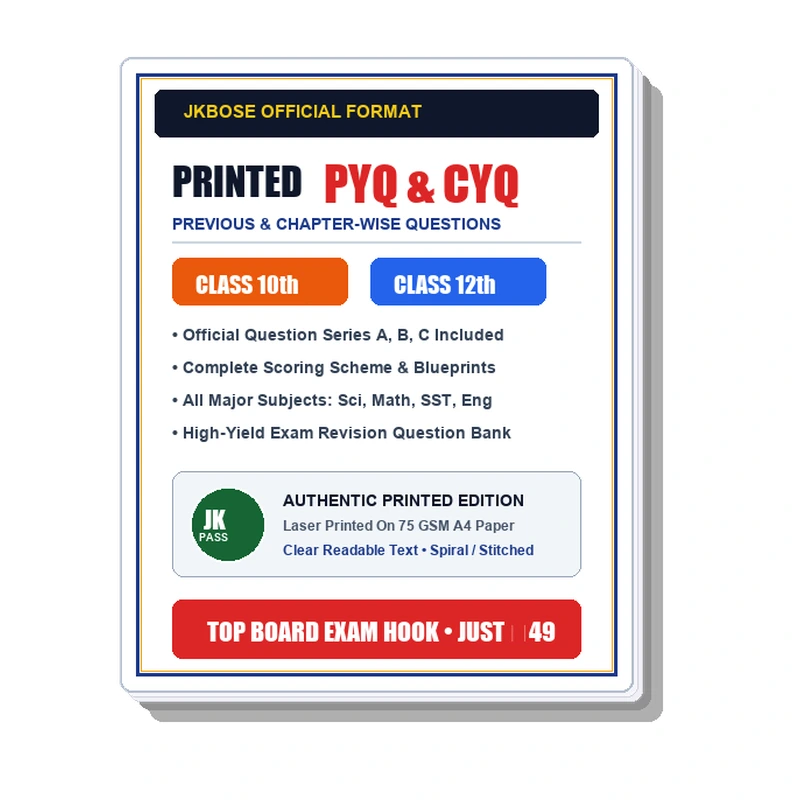 JKBOSE OFFICIAL FORMAT
PRINTED PYQ & CYQ
PREVIOUS & CHAPTER-WISE QUESTIONS
CLASS 10th CLASS 12th
• Official Question Series A, B, C Included
• Complete Scoring Scheme & Blueprints
• All Major Subjects: Sci, Math, SST, Eng
• High-Yield Exam Revision Question Bank
JK
PASS
AUTHENTIC PRINTED EDITION
Laser Printed On 75 GSM A4 Paper
Clear Readable Text • Spiral / Stitched
TOP BOARD EXAM HOOK • JUST 49